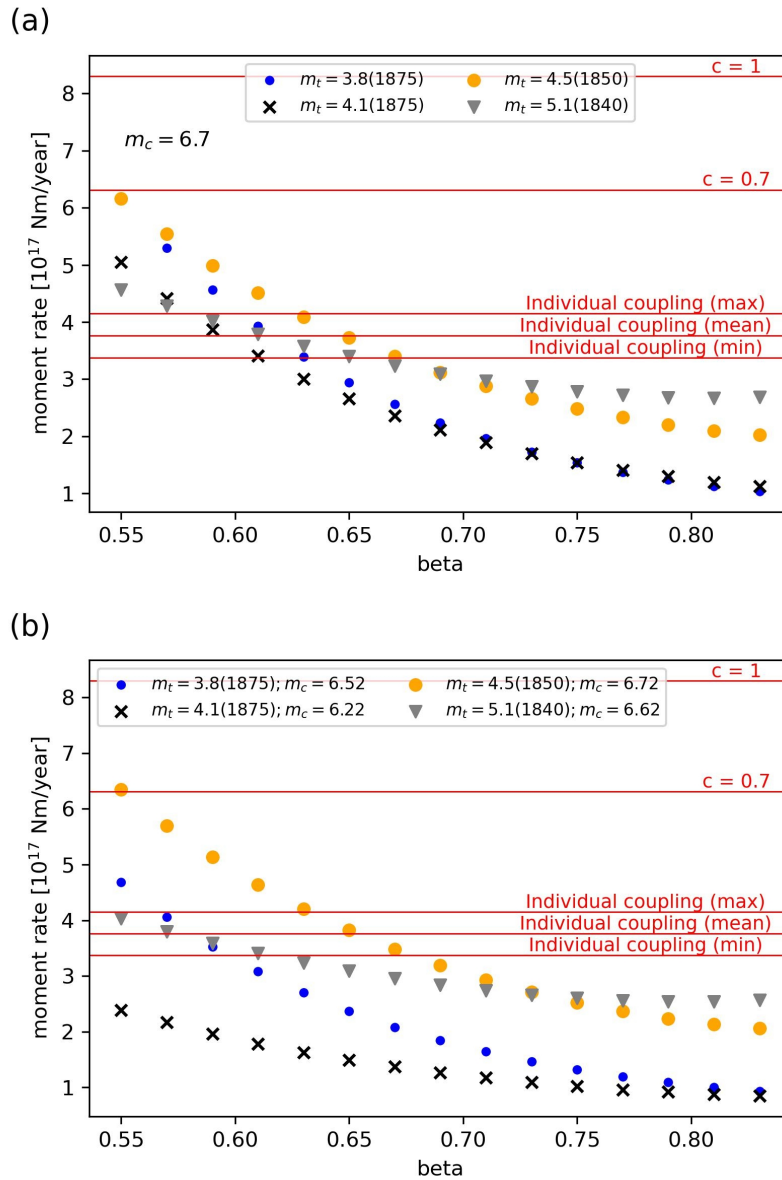 (a)
c = 1
m_t = 3.8(1875)
m_t = 4.5(1850)
m_t = 4.1(1875)
m_t = 5.1(1840)
m_c = 6.7
c = 0.7
Individual coupling (max)
Individual coupling (mean)
Individual coupling (min)
8
7
6
5
4
3
2
1
moment rate [10^17 Nm/year]
0.55 0.60 0.65 0.70 0.75 0.80
beta
(b)
c = 1
m_t = 3.8(1875); m_c = 6.52
m_t = 4.5(1850); m_c = 6.72
m_t = 4.1(1875); m_c = 6.22
m_t = 5.1(1840); m_c = 6.62
c = 0.7
Individual coupling (max)
Individual coupling (mean)
Individual coupling (min)
8
7
6
5
4
3
2
1
moment rate [10^17 Nm/year]
0.55 0.60 0.65 0.70 0.75 0.80
beta